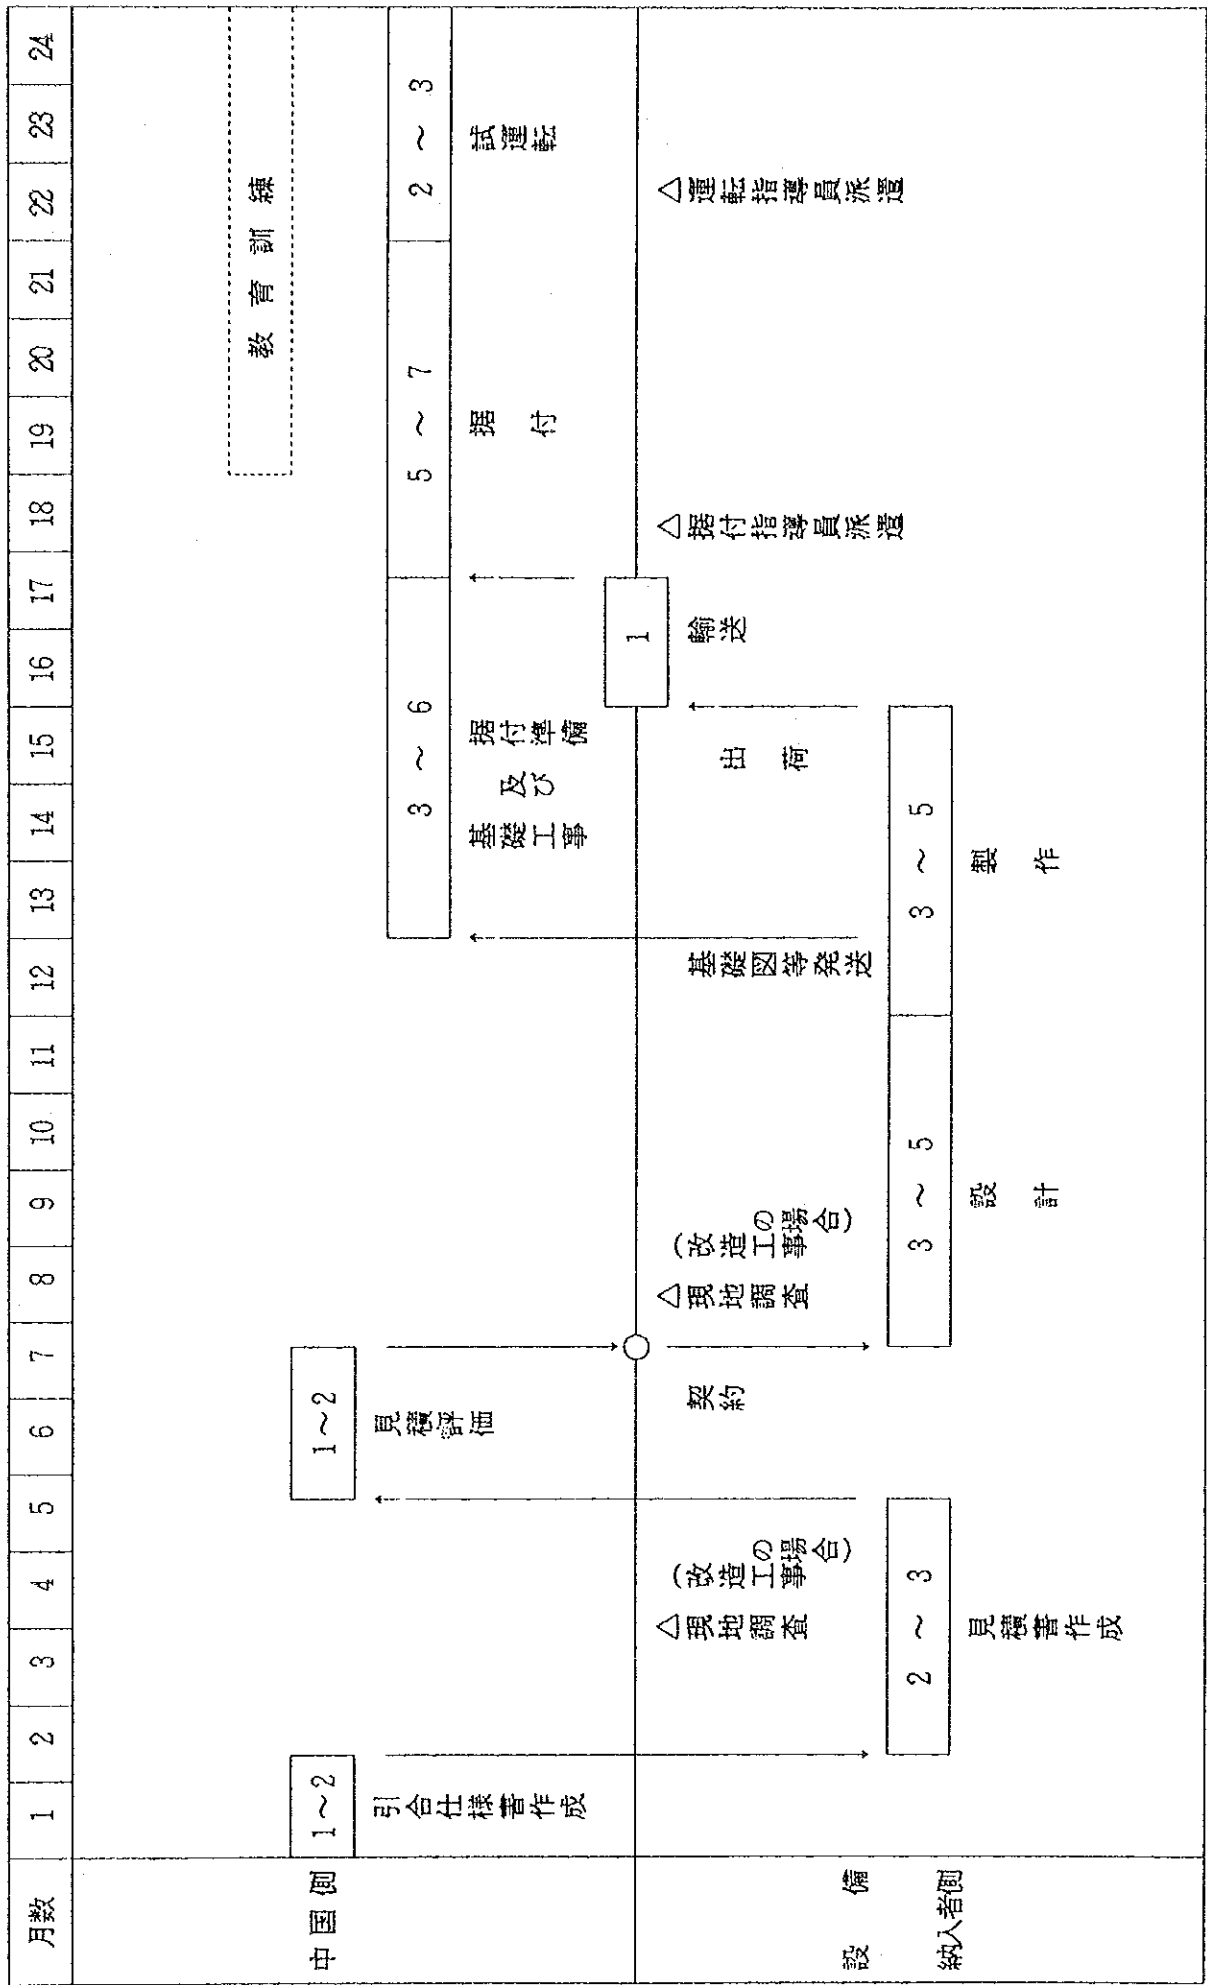 月数 1 2 3 4 5 6 7 8 9 10 11 12 13 14 15 16 17 18 19 20 21 22 23 24
中国側
教育訓練
1～2
引合仕様書作成
1～2
見積評価
3～6
据付準備
及び
基礎工事
5～7
据付
2～3
試運転
1
輸送
設備
納入者側
△現地調査
(改造工事
の場合)
契約
△現地調査
(改造工事
の場合)
基礎図等発送
出荷
△据付指導員派遣
△運転指導員派遣
2～3
見積書作成
3～5
設計
3～5
製作